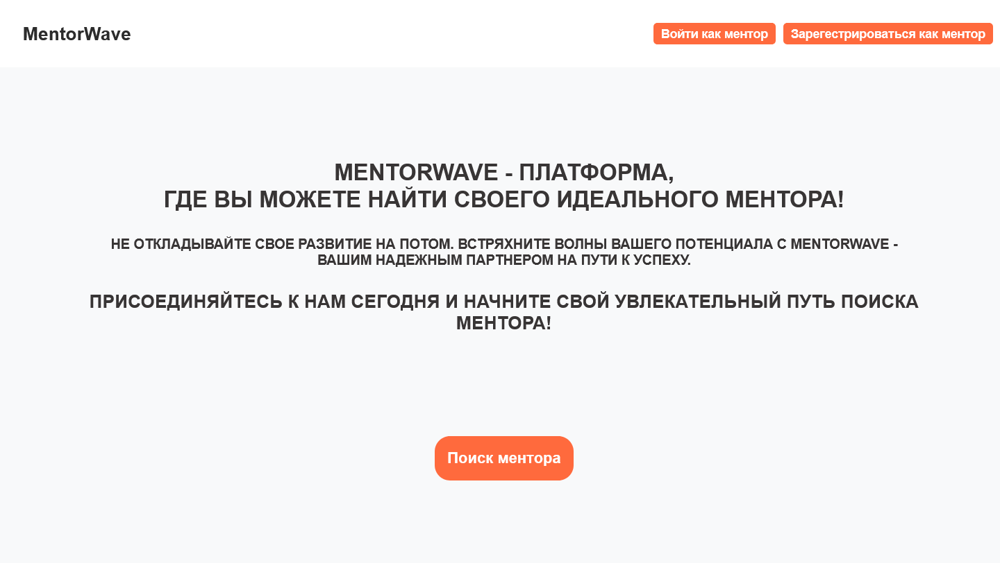 MentorWave
Войти как ментор
Зарегестрироваться как ментор
MENTORWAVE - ПЛАТФОРМА,
ГДЕ ВЫ МОЖЕТЕ НАЙТИ СВОЕГО ИДЕАЛЬНОГО МЕНТОРА!
НЕ ОТКЛАДЫВАЙТЕ СВОЕ РАЗВИТИЕ НА ПОТОМ. ВСТРЯХНИТЕ ВОЛНЫ ВАШЕГО ПОТЕНЦИАЛА С MENTORWAVE -
ВАШИМ НАДЕЖНЫМ ПАРТНЕРОМ НА ПУТИ К УСПЕХУ.
ПРИСОЕДИНЯЙТЕСЬ К НАМ СЕГОДНЯ И НАЧНИТЕ СВОЙ УВЛЕКАТЕЛЬНЫЙ ПУТЬ ПОИСКА
МЕНТОРА!
Поиск ментора